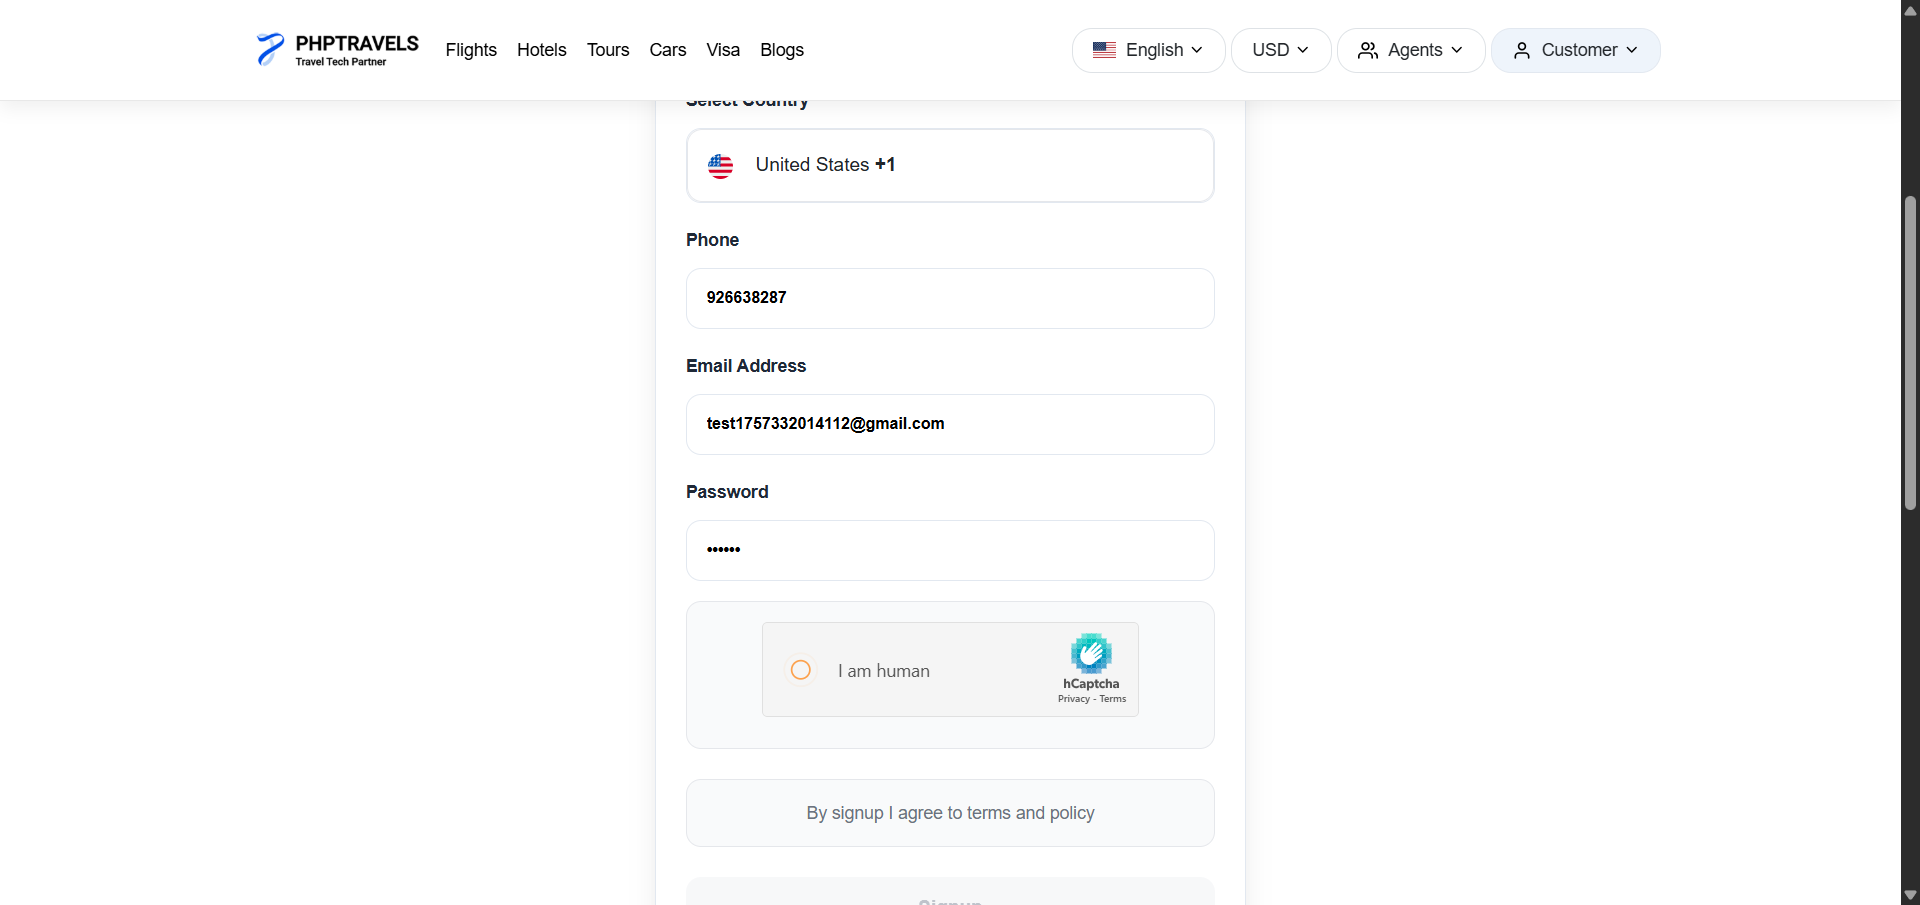 PHPTRAVELS
Travel Tech Partner
Flights Hotels Tours Cars Visa Blogs
English USD Agents Customer
Select Country
United States +1
Phone
926638287
Email Address
test1757332014112@gmail.com
Password
••••••
I am human
hCaptcha
Privacy - Terms
By signup I agree to terms and policy
Signup